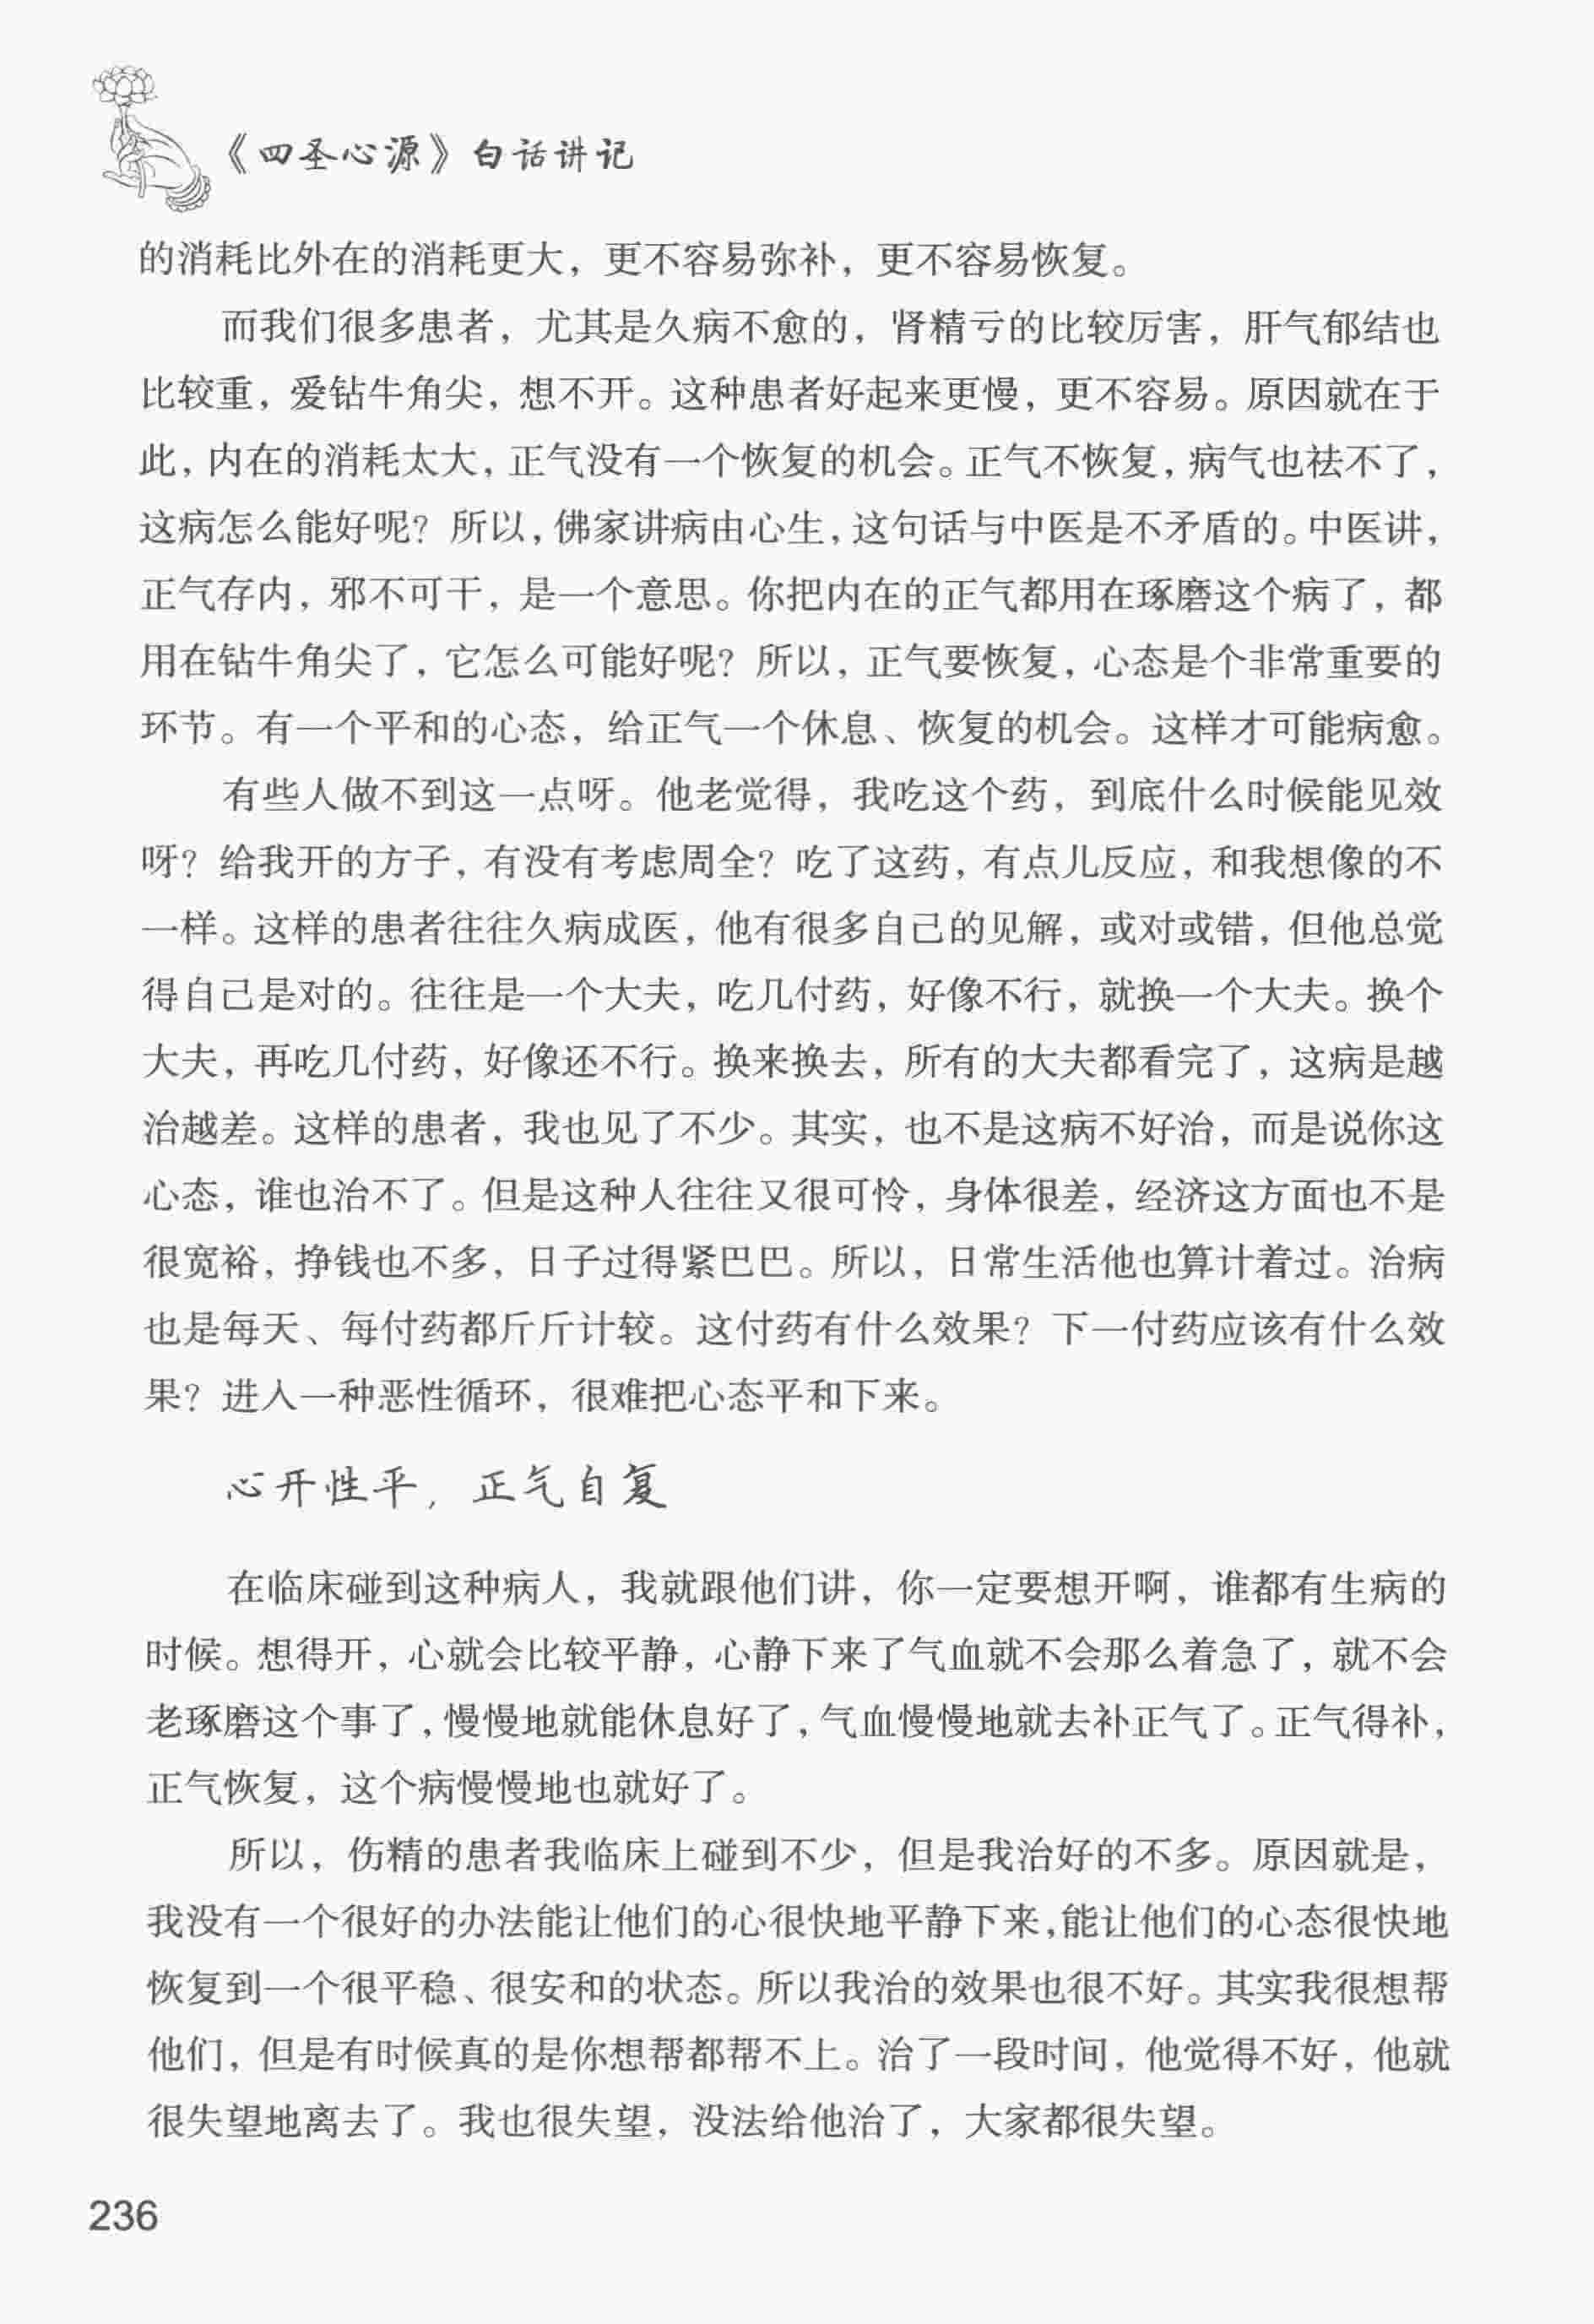 《四圣心源》白话讲记
的消耗比外在的消耗更大，更不容易弥补，更不容易恢复。
而我们很多患者，尤其是久病不愈的，肾精亏的比较厉害，肝气郁结也
比较重，爱钻牛角尖，想不开。这种患者好起来更慢，更不容易。原因就在于
此，内在的消耗太大，正气没有一个恢复的机会。正气不恢复，病气也祛不了，
这病怎么能好呢？所以，佛家讲病由心生，这句话与中医是不矛盾的。中医讲，
正气存内，邪不可干，是一个意思。你把内在的正气都用在琢磨这个病了，都
用在钻牛角尖了，它怎么可能好呢？所以，正气要恢复，心态是个非常重要的
环节。有一个平和的心态，给正气一个休息、恢复的机会。这样才可能病愈。
有些人做不到这一点呀。他老觉得，我吃这个药，到底什么时候能见效
呀？给我开的方子，有没有考虑周全？吃了这药，有点儿反应，和我想像的不
一样。这样的患者往往久病成医，他有很多自己的见解，或对或错，但他总觉
得自己是对的。往往是一个大夫，吃几付药，好像不行，就换一个大夫。换个
大夫，再吃几付药，好像还不行。换来换去，所有的大夫都看完了，这病是越
治越差。这样的患者，我也见了不少。其实，也不是这病不好治，而是说你这
心态，谁也治不了。但是这种人往往又很可怜，身体很差，经济这方面也不是
很宽裕，挣钱也不多，日子过得紧巴巴。所以，日常生活他也算计着过。治病
也是每天、每付药都斤斤计较。这付药有什么效果？下一付药应该有什么效
果？进入一种恶性循环，很难把心态平和下来。
心开性平，正气自复
在临床碰到这种病人，我就跟他们讲，你一定要想开啊，谁都有生病的
时候。想得开，心就会比较平静，心静下来了气血就不会那么着急了，就不会
老琢磨这个事了，慢慢地就能休息好了，气血慢慢地就去补正气了。正气得补，
正气恢复，这个病慢慢地也就好了。
所以，伤精的患者我临床上碰到不少，但是我治好的不多。原因就是，
我没有一个很好的办法能让他们的心很快地平静下来，能让他们的心态很快地
恢复到一个很平稳、很安和的状态。所以我治的效果也很不好。其实我很想帮
他们，但是有时候真的是你想帮都帮不上。治了一段时间，他觉得不好，他就
很失望地离去了。我也很失望，没法给他治了，大家都很失望。
236